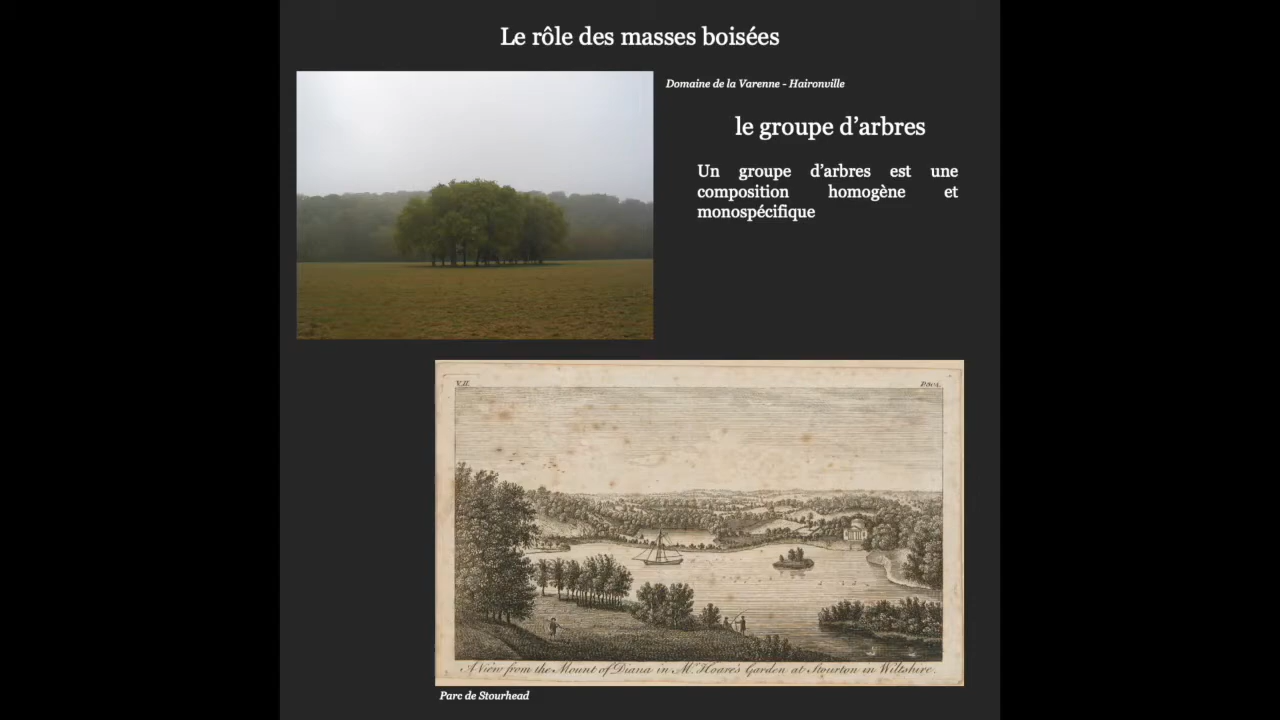 Le rôle des masses boisées
Domaine de la Varenne - Haironville
le groupe d'arbres
Un groupe d'arbres est une
composition homogène et
monospécifique
V.II.
A View from the Mount of Diana in Mr. Hoare's Garden at Stourton in Wiltshire.
Parc de Stourhead